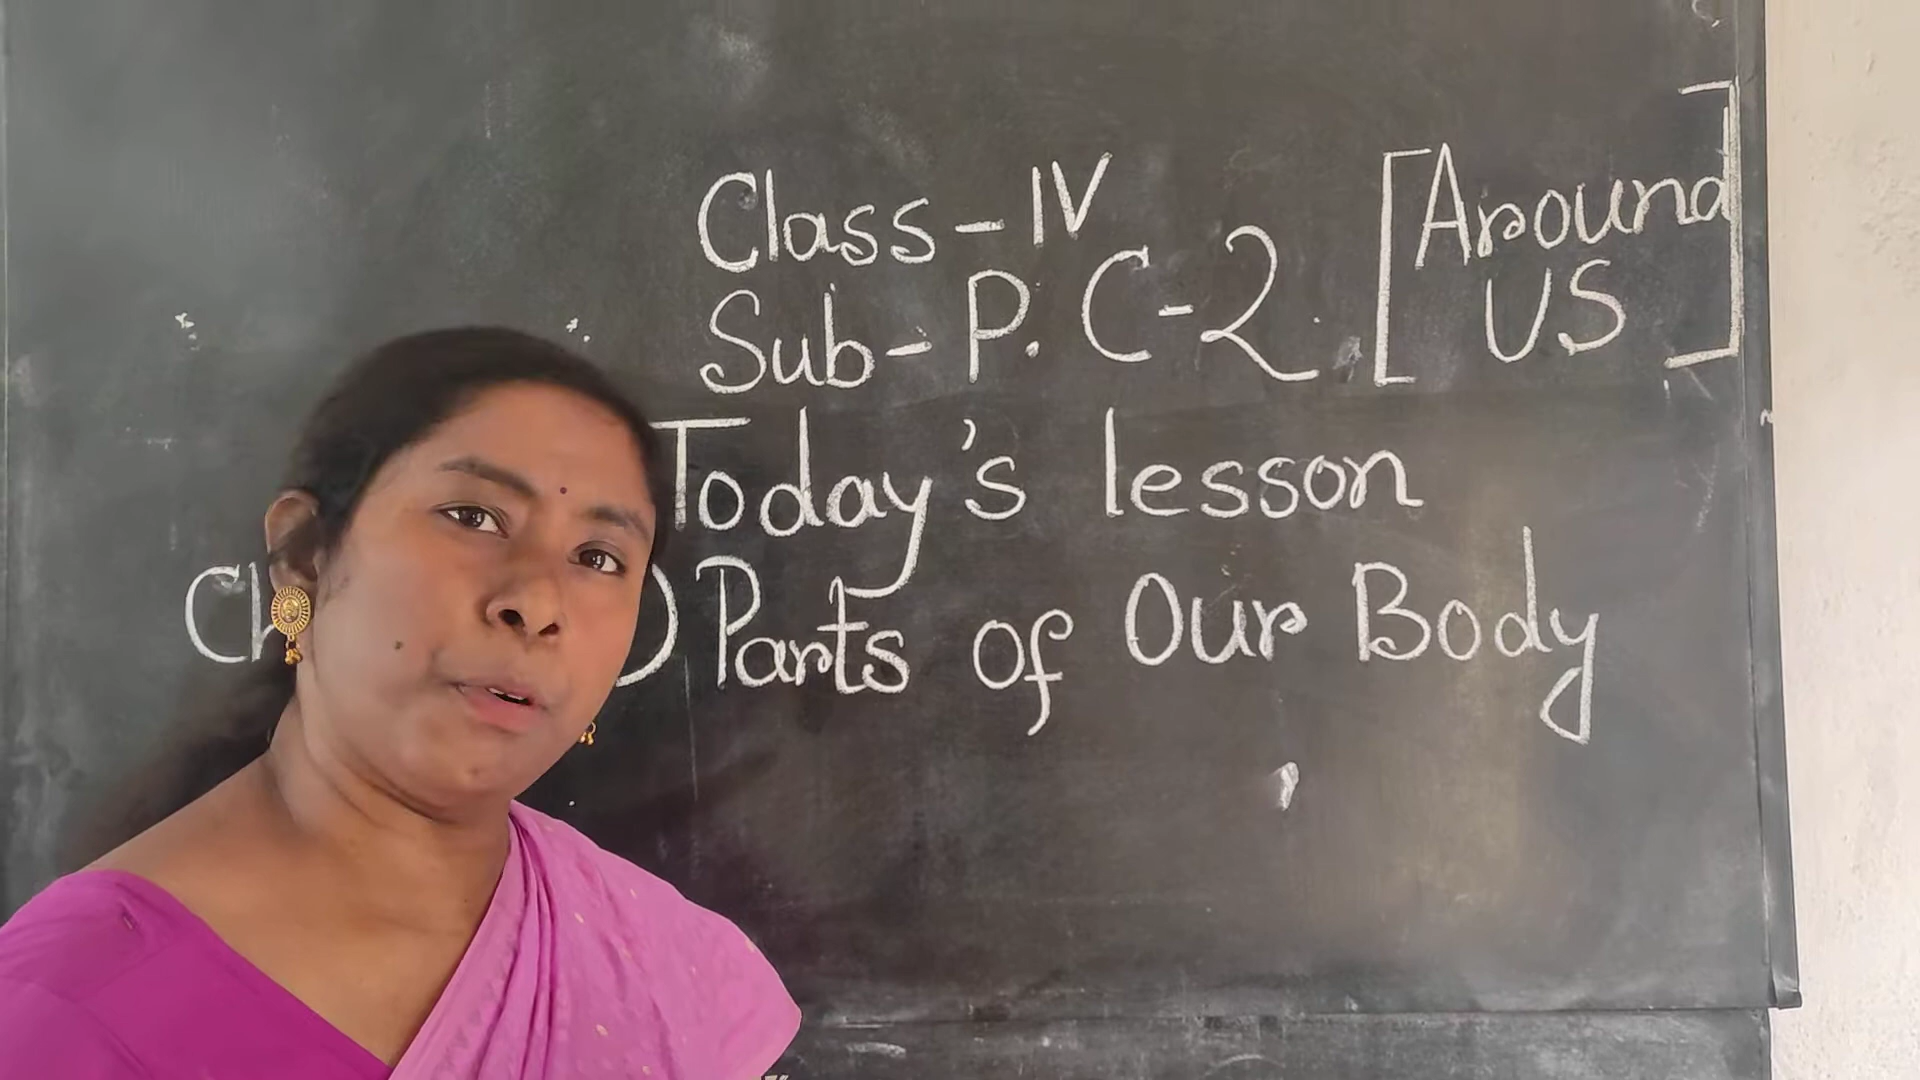 Class - IV
Sub - P. C-2. [Around US]
Today's lesson
Parts of Our Body